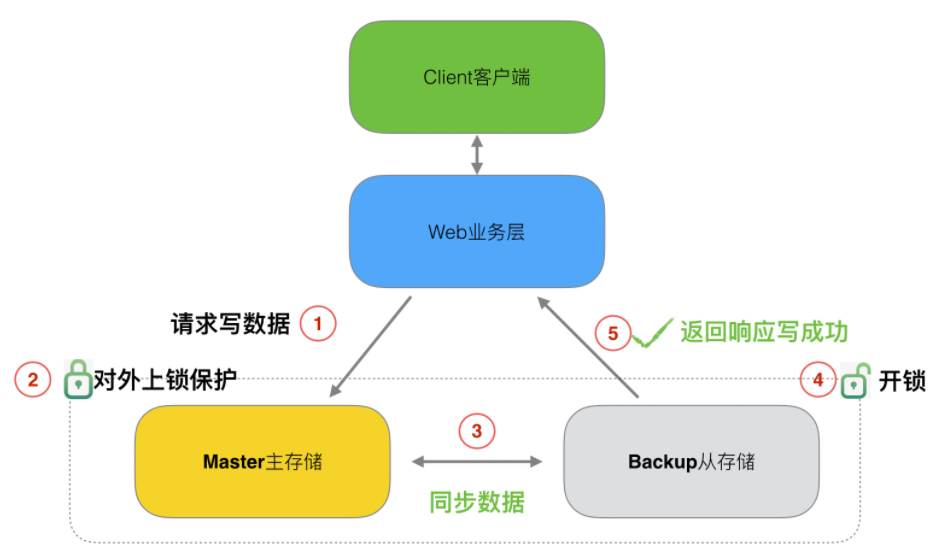 Client客户端
Web业务层
请求写数据 1
5 返回响应写成功
2 对外上锁保护
4 开锁
3
Master主存储
Backup从存储
同步数据